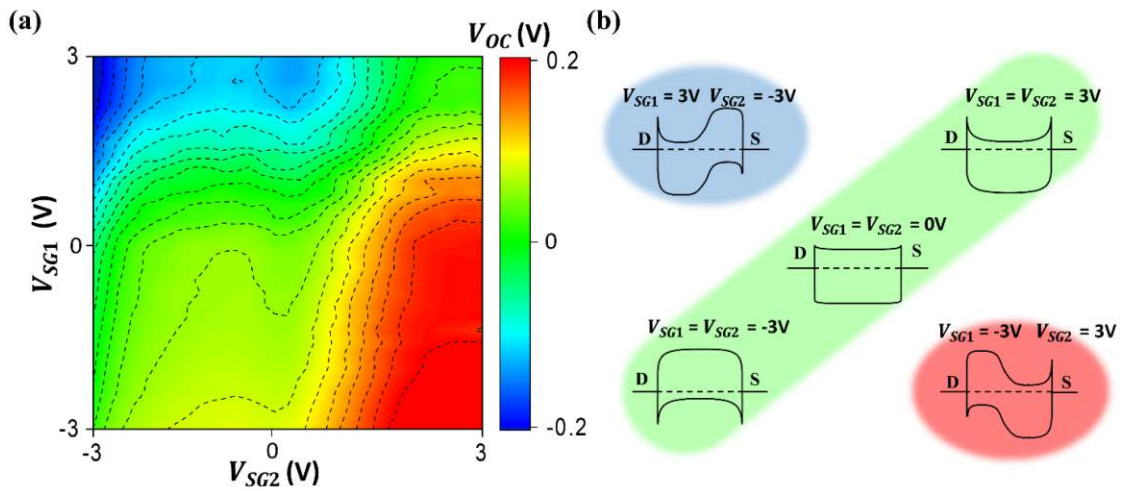 (a)
V_OC (V)
3
0
-3
V_SG1 (V)
-3
0
3
V_SG2 (V)
0.2
0
-0.2
(b)
V_SG1 = 3V V_SG2 = -3V
D
S
V_SG1 = V_SG2 = 3V
D
S
V_SG1 = V_SG2 = 0V
D
S
V_SG1 = V_SG2 = -3V
D
S
V_SG1 = -3V V_SG2 = 3V
D
S